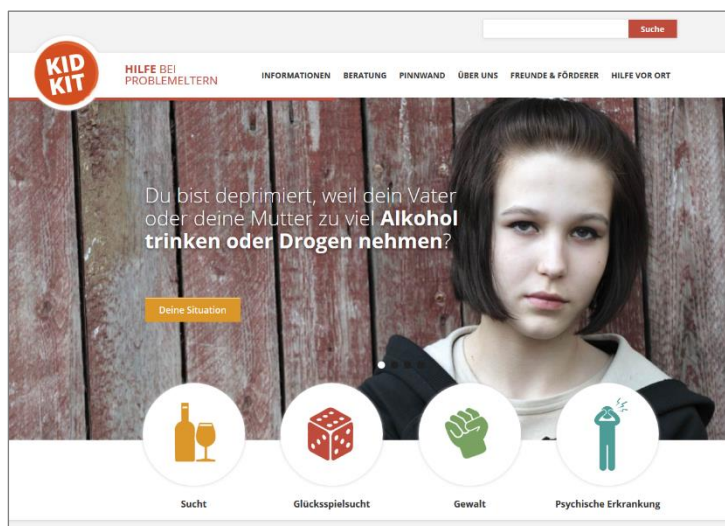 Suche
KID
KIT
HILFE BEI
PROBLEMELTERN
INFORMATIONEN BERATUNG PINNWAND ÜBER UNS FREUNDE & FÖRDERER HILFE VOR ORT
Du bist deprimiert, weil dein Vater
oder deine Mutter zu viel Alkohol
trinken oder Drogen nehmen?
Deine Situation
Sucht Glücksspielsucht Gewalt Psychische Erkrankung